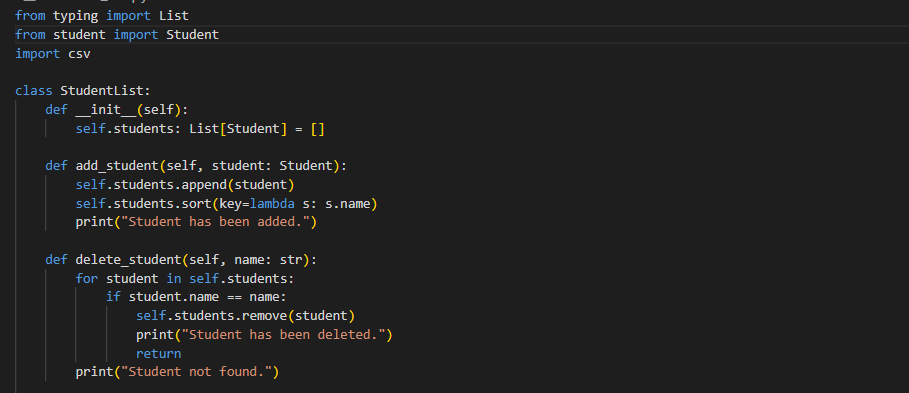 from typing import List
from student import Student
import csv

class StudentList:
    def __init__(self):
        self.students: List[Student] = []

    def add_student(self, student: Student):
        self.students.append(student)
        self.students.sort(key=lambda s: s.name)
        print("Student has been added.")

    def delete_student(self, name: str):
        for student in self.students:
            if student.name == name:
                self.students.remove(student)
                print("Student has been deleted.")
                return
        print("Student not found.")